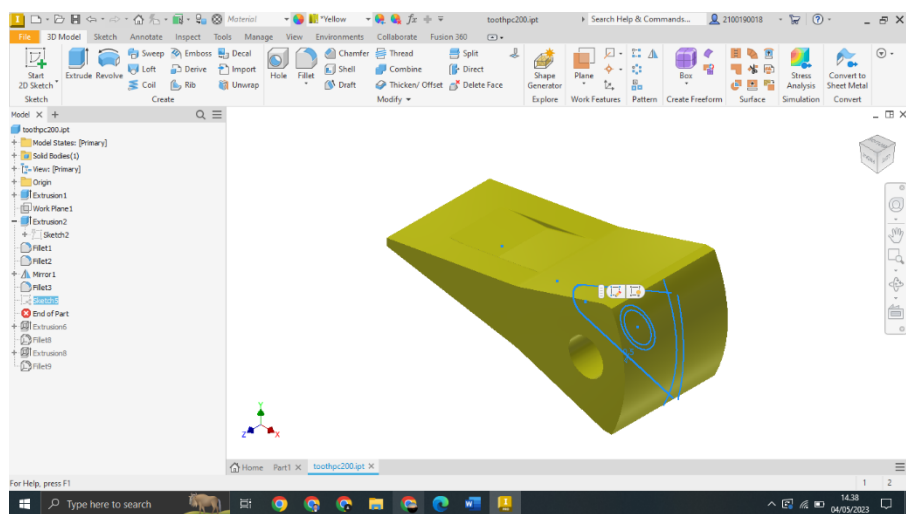 Material
"Yellow
fx
toothpc200.ipt
Search Help & Commands...
2100190018
File 3D Model Sketch Annotate Inspect Tools Manage View Environments Collaborate Fusion 360
Start
2D Sketch
Extrude Revolve
Sweep Emboss Decal
Loft Derive Import
Coil Rib Unwrap
Hole Fillet
Chamfer Thread Split
Shell Combine Direct
Draft Thicken/ Offset Delete Face
Shape
Generator
Plane
Box
Stress
Analysis
Convert to
Sheet Metal
Sketch Create Modify Explore Work Features Pattern Create Freeform Surface Simulation Convert
Model
toothpc200.ipt
Model States: [Primary]
Solid Bodies(1)
View: [Primary]
Origin
Extrusion1
Work Plane1
Extrusion2
Sketch2
Fillet1
Fillet2
Mirror1
Fillet3
End of Part
Extrusion6
Fillet8
Extrusion8
Fillet9
Y
Z X
Home Part1 toothpc200.ipt
For Help, press F1
1 2
Type here to search
14.38
04/05/2023